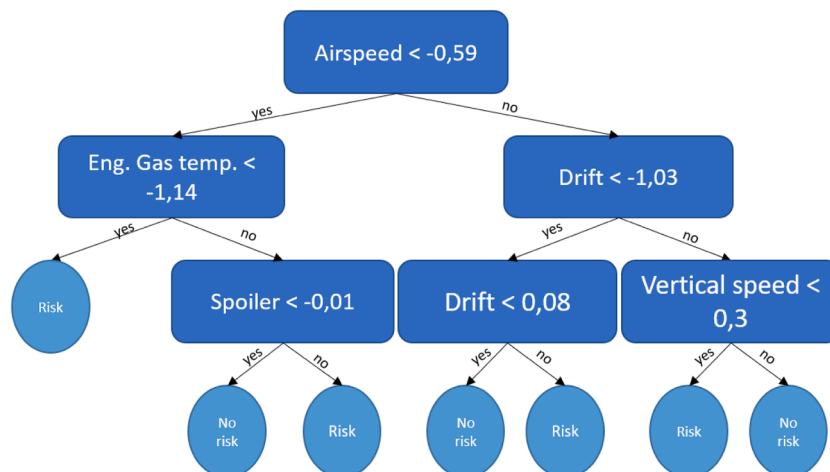 Airspeed < -0,59
yes
no
Eng. Gas temp. <
-1,14
Drift < -1,03
yes
no
yes
no
Risk
Spoiler < -0,01
Drift < 0,08
Vertical speed <
0,3
yes
no
yes
no
yes
no
No
risk
Risk
No
risk
Risk
Risk
No
risk